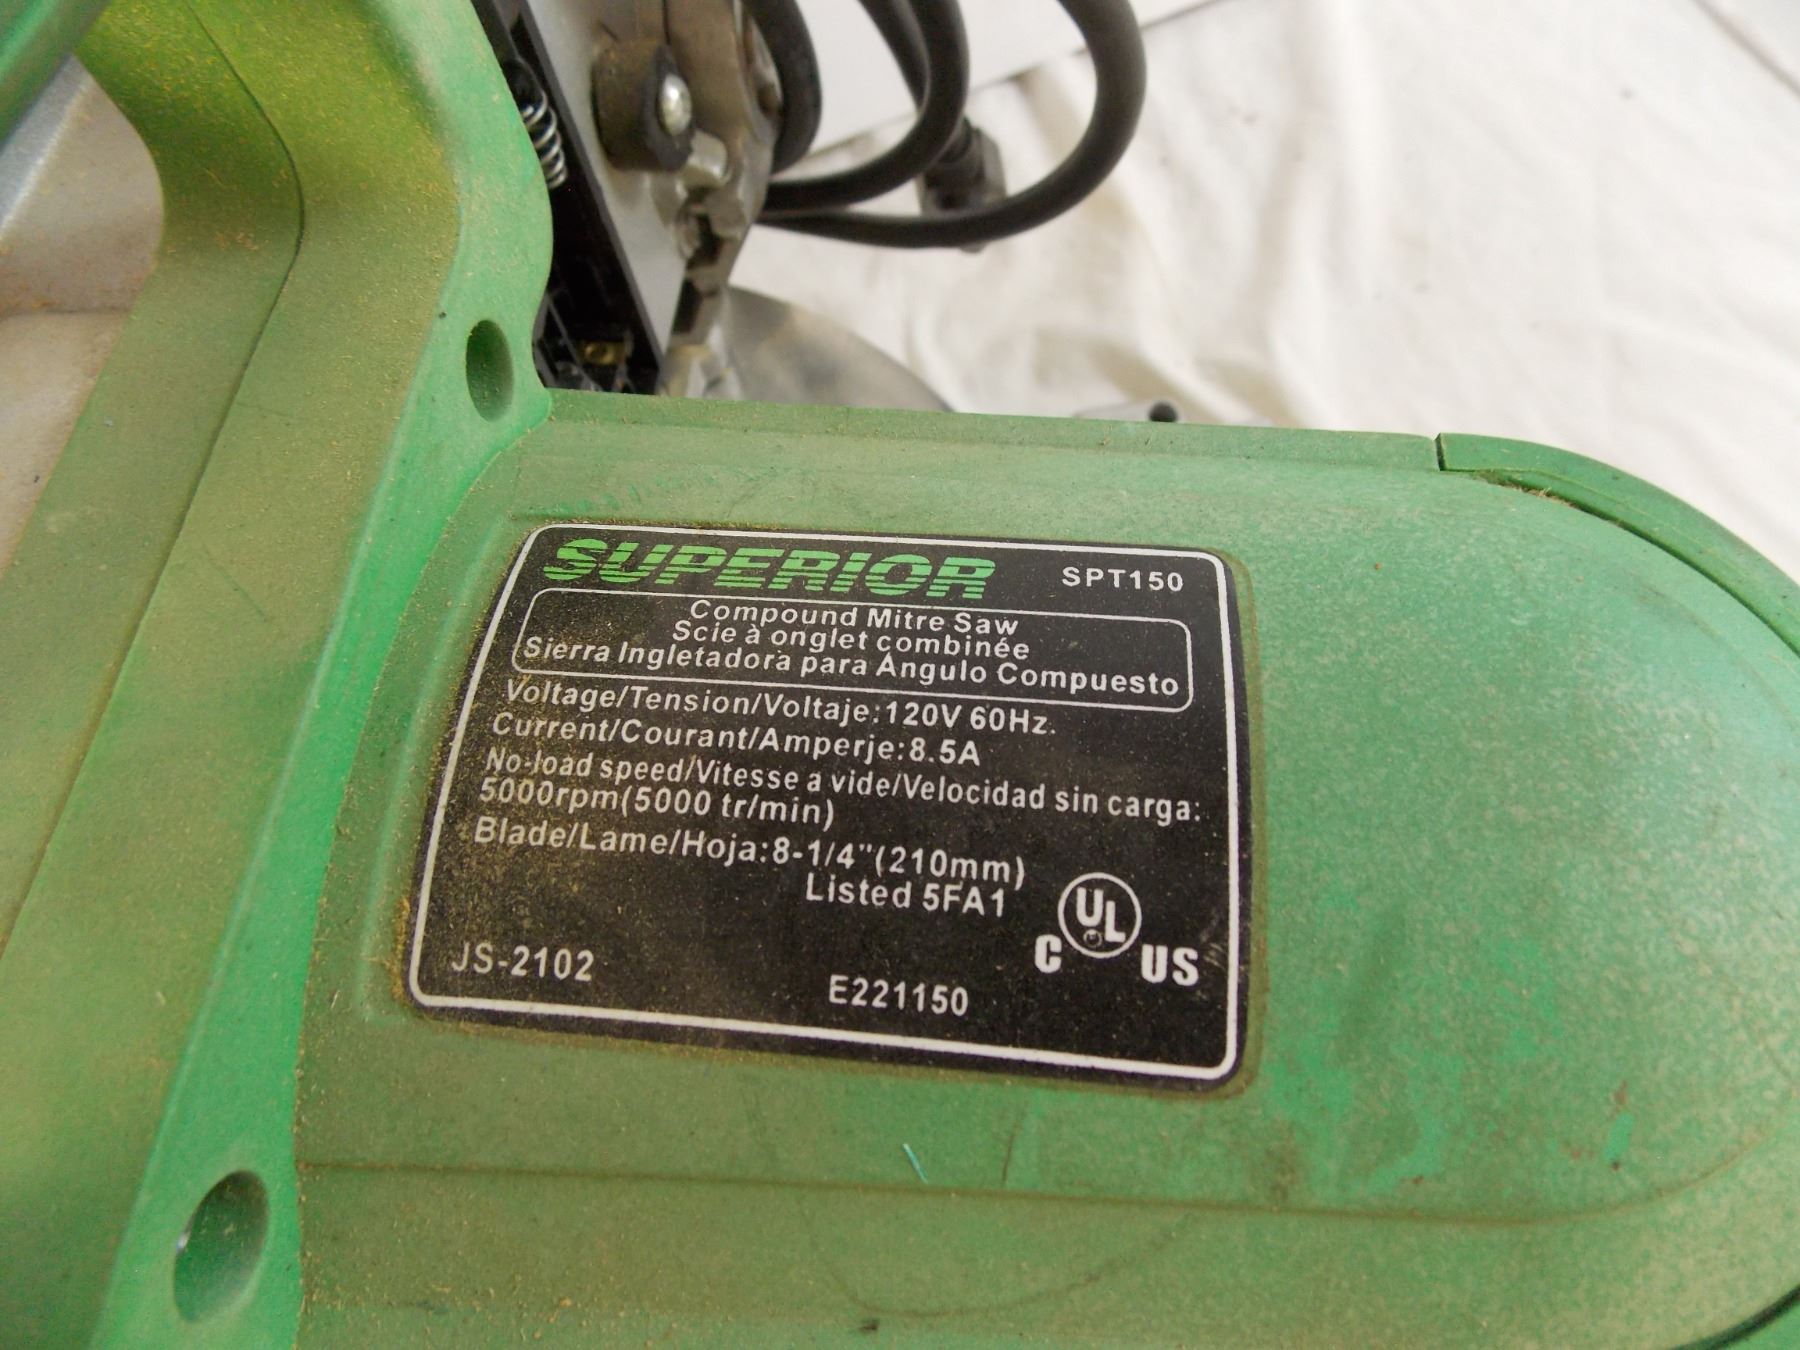 SUPERIOR SPT150
Compound Mitre Saw
Scie à onglet combinée
Sierra Ingletadora para Ángulo Compuesto
Voltage/Tension/Voltaje:120V 60Hz.
Current/Courant/Amperje:8.5A
No-load speed/Vitesse a vide/Velocidad sin carga:
5000rpm(5000 tr/min)
Blade/Lame/Hoja:8-1/4"(210mm)
Listed 5FA1
C UL US
JS-2102
E221150